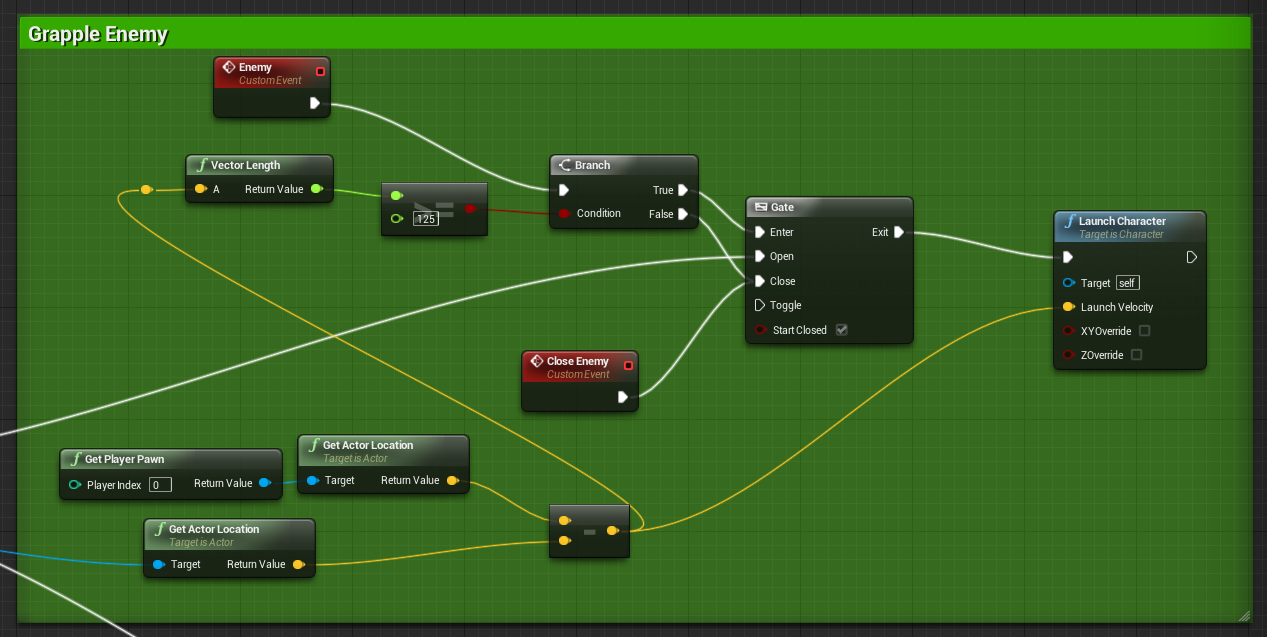 Grapple Enemy
Enemy
Custom Event
Vector Length
A Return Value
>=
125
Branch
True
Condition False
Gate
Enter Exit
Open
Close
Toggle
Start Closed
Launch Character
Target is Character
Target self
Launch Velocity
XYOverride
ZOverride
Close Enemy
Custom Event
Get Player Pawn
Player Index 0 Return Value
Get Actor Location
Target is Actor
Target Return Value
Get Actor Location
Target is Actor
Target Return Value
-